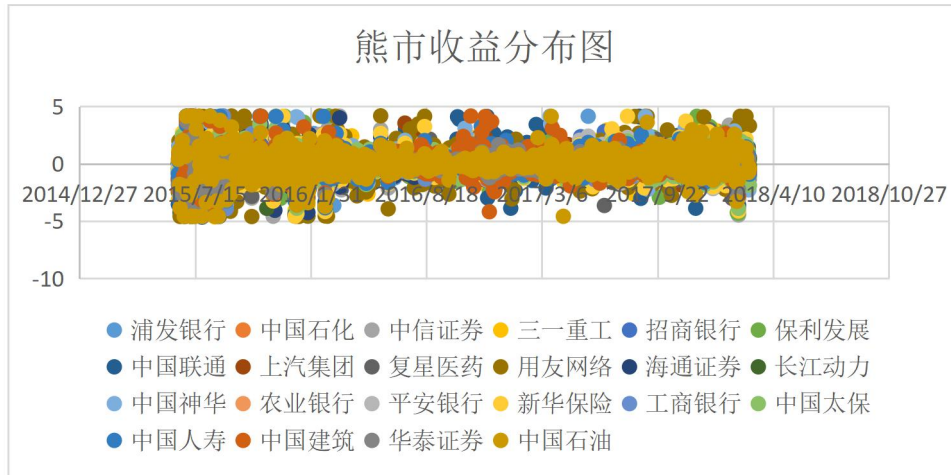 熊市收益分布图
5
0
2014/12/27 2015/7/15 2016/1/31 2016/8/18 2017/3/6 2017/9/22 2018/4/10 2018/10/27
-5
-10
浦发银行 中国石化 中信证券 三一重工 招商银行 保利发展
中国联通 上汽集团 复星医药 用友网络 海通证券 长江动力
中国神华 农业银行 平安银行 新华保险 工商银行 中国太保
中国人寿 中国建筑 华泰证券 中国石油